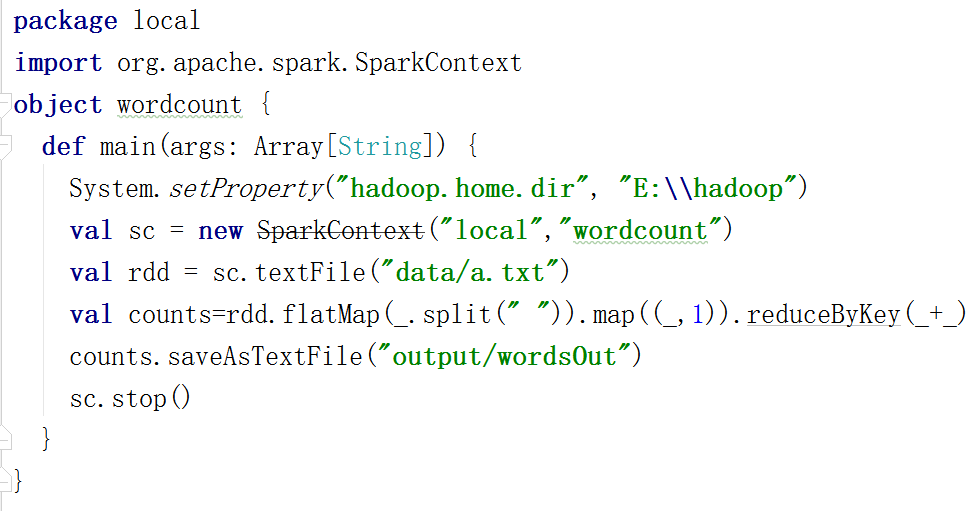 package local
import org.apache.spark.SparkContext
object wordcount {
  def main(args: Array[String]) {
    System.setProperty("hadoop.home.dir", "E:\\hadoop")
    val sc = new SparkContext("local","wordcount")
    val rdd = sc.textFile("data/a.txt")
    val counts=rdd.flatMap(_.split(" ")).map((_,1)).reduceByKey(_+_)
    counts.saveAsTextFile("output/wordsOut")
    sc.stop()
  }
}